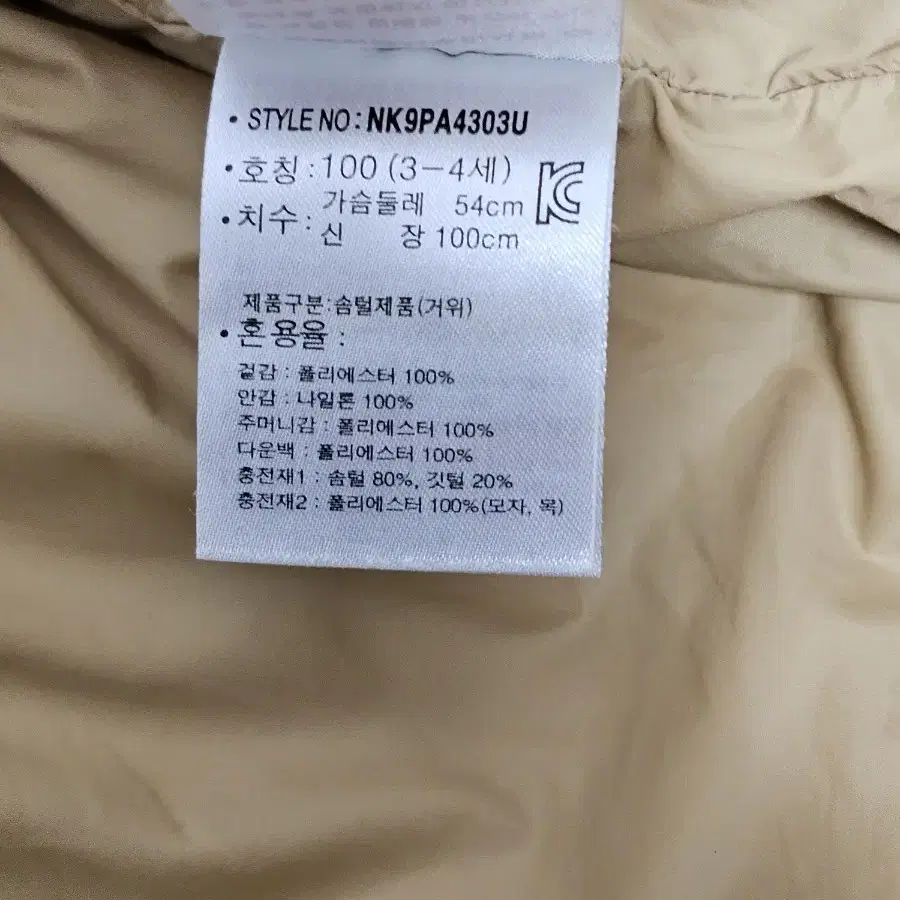 • STYLE NO : NK9PA4303U
• 호칭 : 100 (3-4세)
• 치수 : 가슴둘레 54cm
신 장 100cm
제품구분:솜털제품(거위)
• 혼용율 :
겉감 : 폴리에스터 100%
안감 : 나일론 100%
주머니감 : 폴리에스터 100%
다운백 : 폴리에스터 100%
충전재1 : 솜털 80%, 깃털 20%
충전재2 : 폴리에스터 100%(모자, 목)